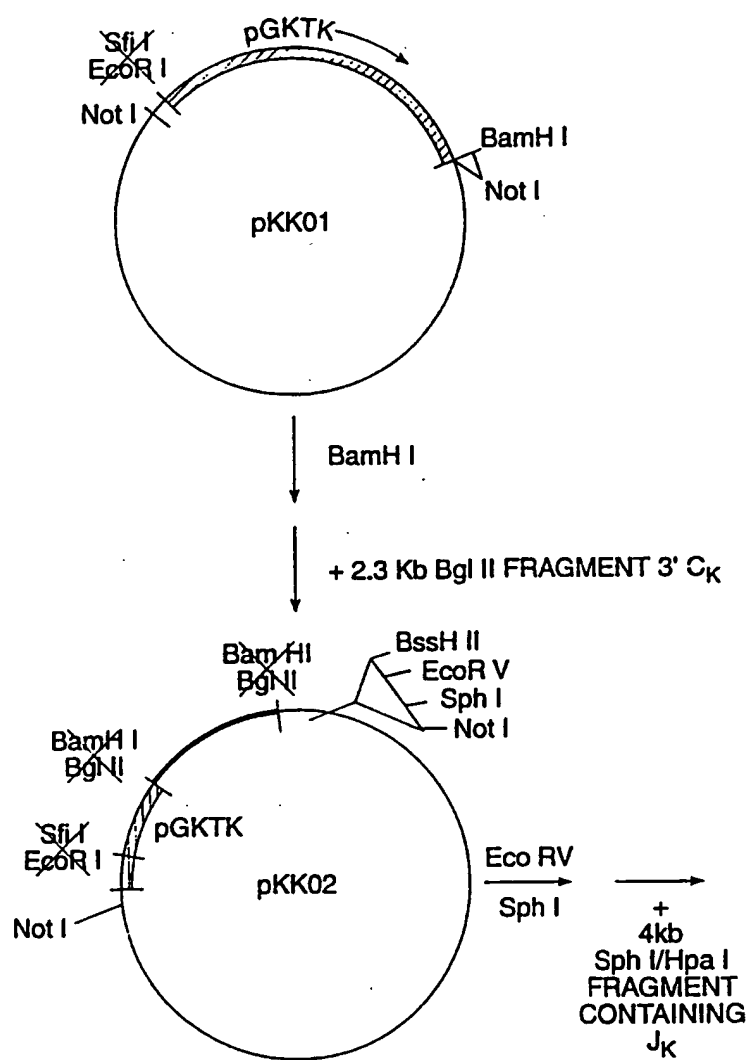 pGKTK
Sfi I
EcoR I
Not I
BamH I
Not I
pKK01
BamH I
+ 2.3 Kb Bgl II FRAGMENT 3' CK
Bam HI
Bgl II
BssH II
EcoR V
Sph I
Not I
BamH I
Bgl II
pGKTK
Sfi I
EcoR I
Not I
pKK02
Eco RV
Sph I
+
4kb
Sph I/Hpa I
FRAGMENT
CONTAINING
JK